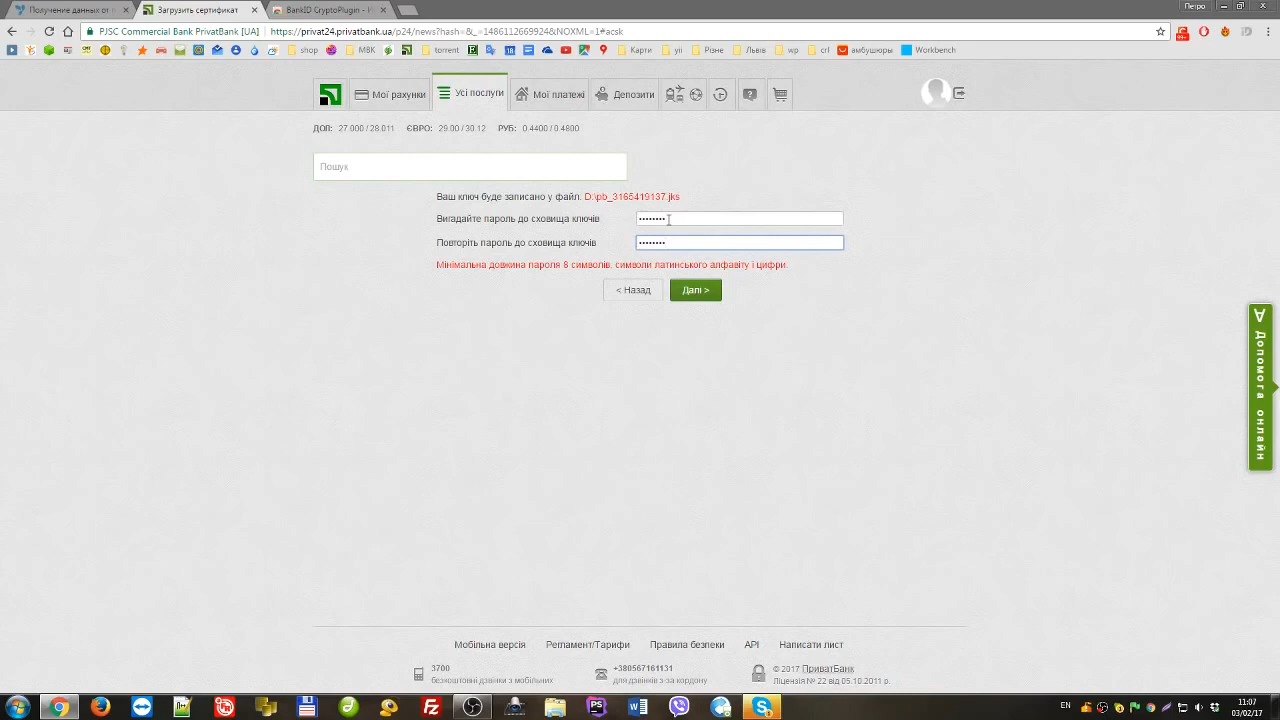 Получение данных от н
Загрузить сертификат
BankID CryptoPlugin - И
Петро
PJSC Commercial Bank PrivatBank [UA]
https://privat24.privatbank.ua/p24/news?hash=&_=1486112669924&NOXML=1#acsk
shop
МВК
torrent
Карти
yii
Різне
Львів
wp
crl
амбушюры
Workbench
Мої рахунки
Усі послуги
Мої платежі
Депозити
ДОЛ: 27.000 / 28.011 ЄВРО: 29.00 / 30.12 РУБ: 0.4400 / 0.4800
Пошук
Ваш ключ буде записано у файл: D:\pb_3165419137.jks
Вигадайте пароль до сховища ключів
Повторіть пароль до сховища ключів
Мінімальна довжина пароля 8 символів, символи латинського алфавіту і цифри.
< Назад
Далі >
Допомога онлайн
Мобільна версія
Регламент/Тарифи
Правила безпеки
API
Написати лист
3700
безкоштовні дзвінки з мобільних
+380567161131
для дзвінків з-за кордону
© 2017 ПриватБанк
Ліцензія № 22 від 05.10.2011 р.
EN
11:07
03/02/17